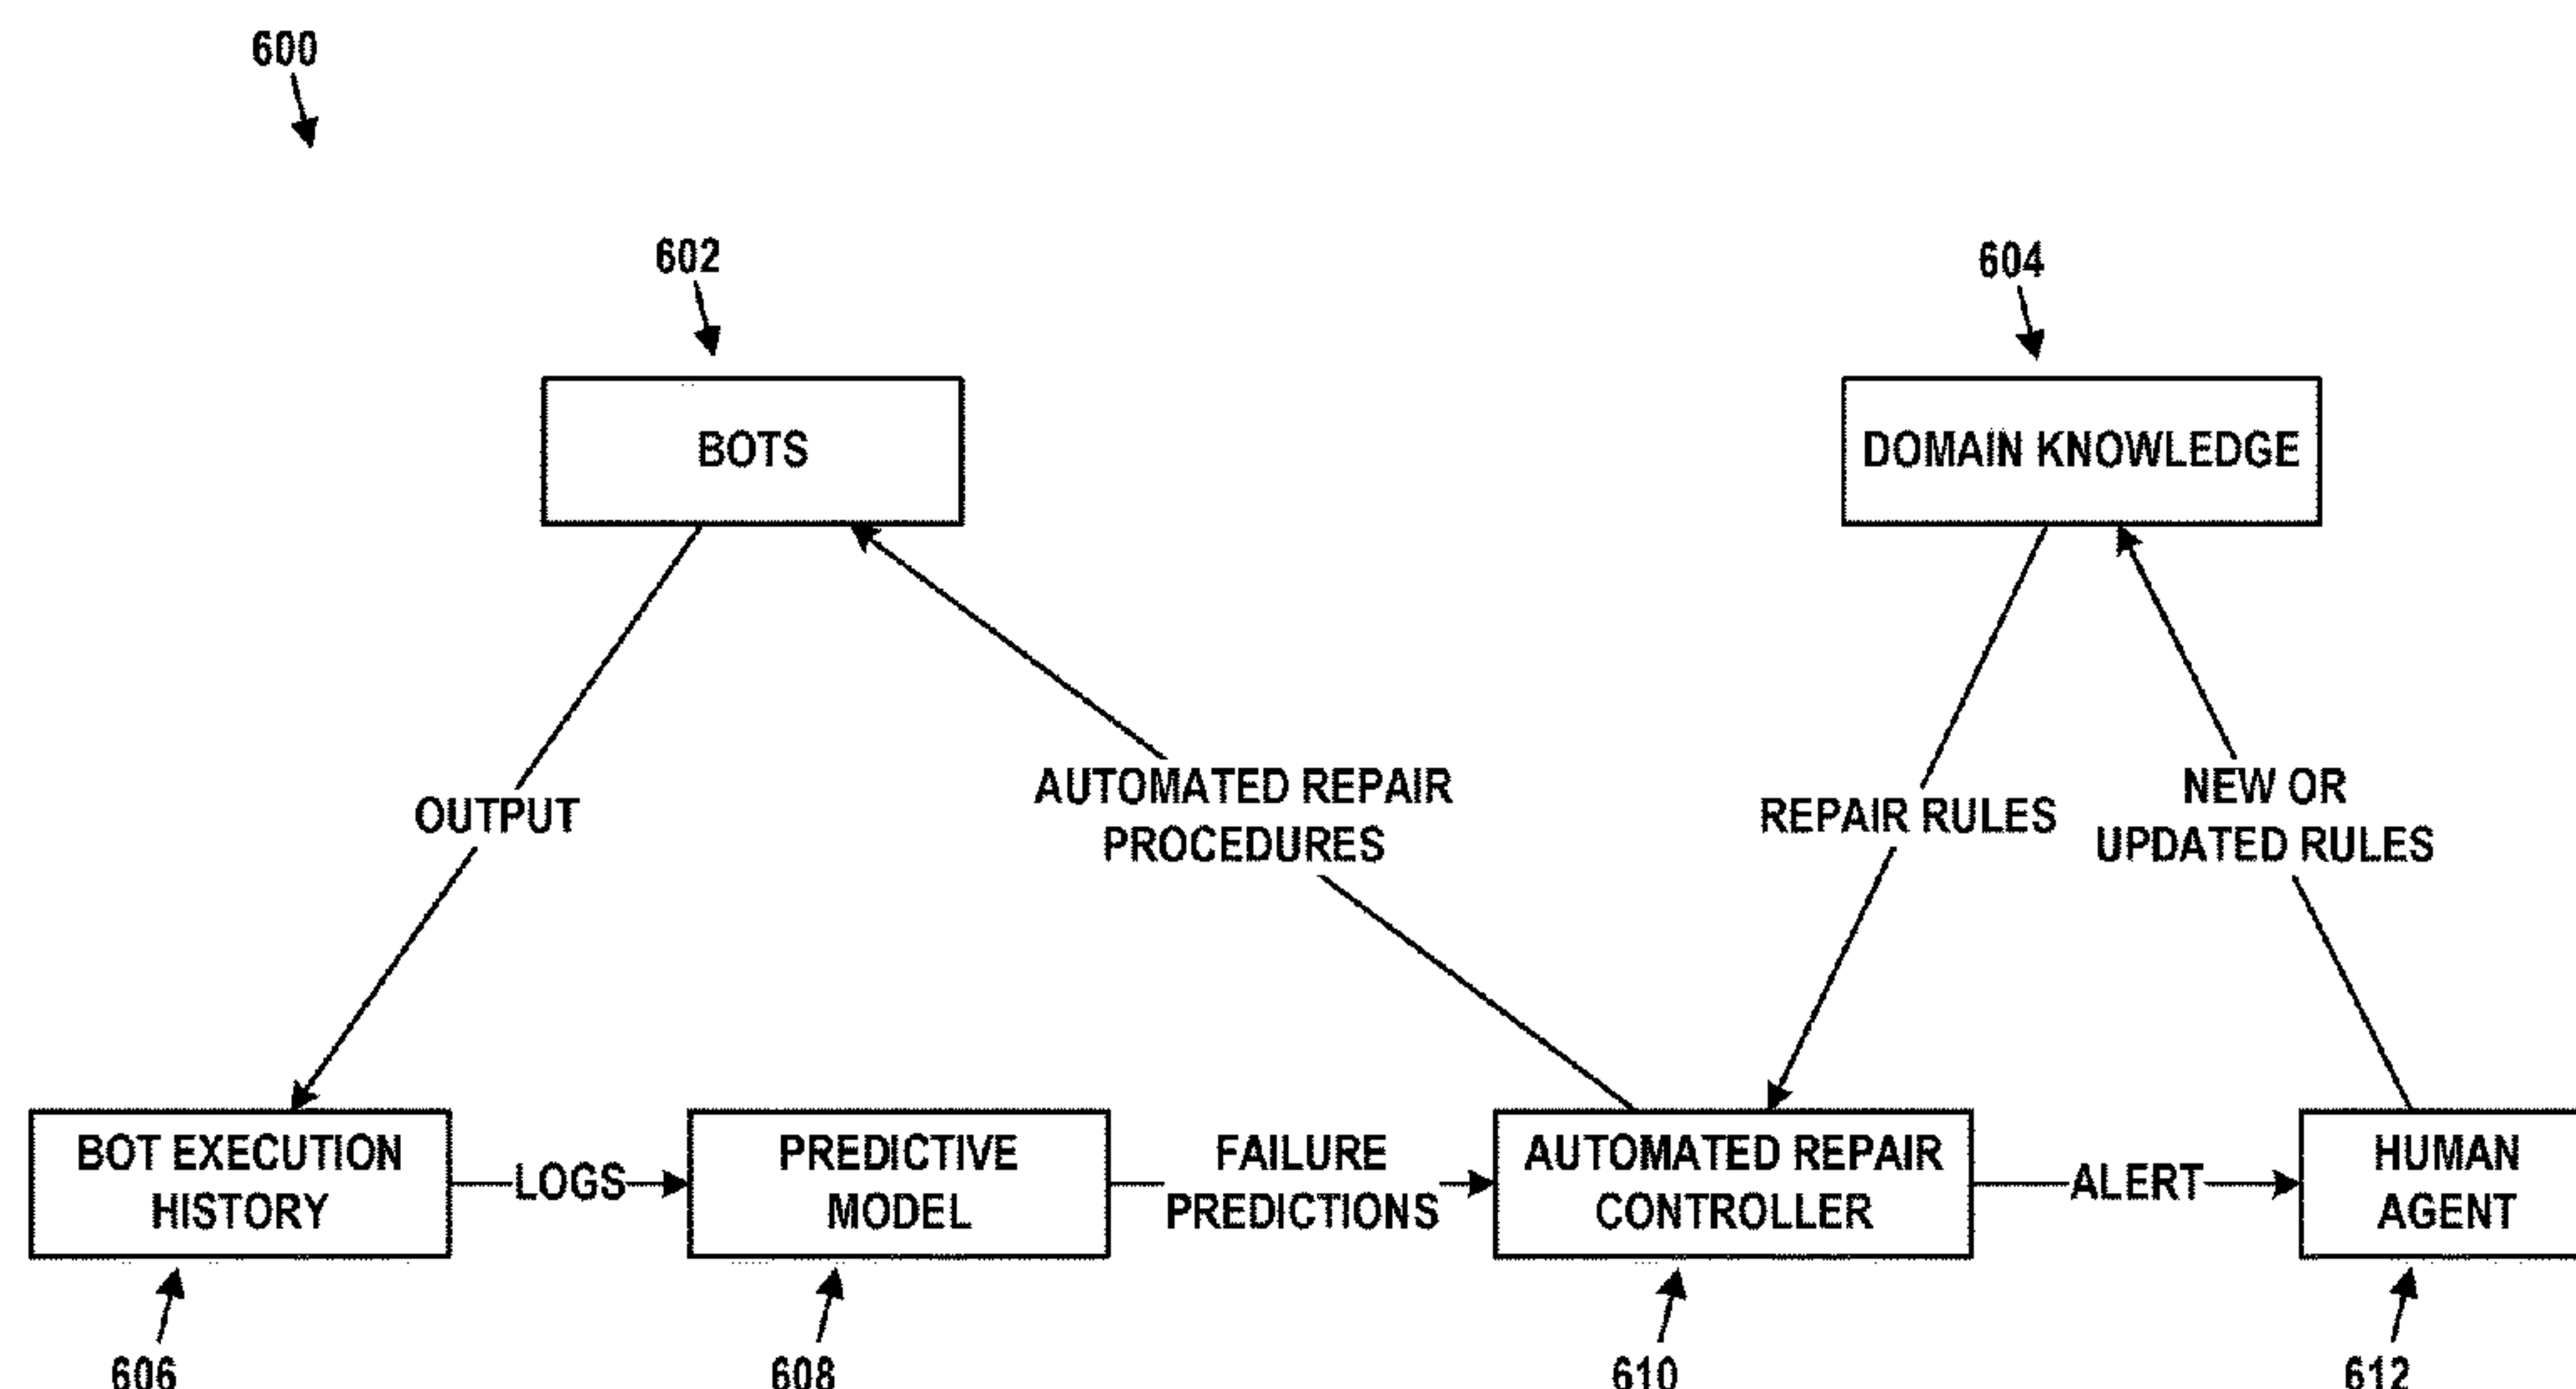 600
602
604
BOTS
DOMAIN KNOWLEDGE
OUTPUT
AUTOMATED REPAIR
PROCEDURES
REPAIR RULES
NEW OR
UPDATED RULES
BOT EXECUTION
HISTORY
LOGS
PREDICTIVE
MODEL
FAILURE
PREDICTIONS
AUTOMATED REPAIR
CONTROLLER
ALERT
HUMAN
AGENT
606
608
610
612